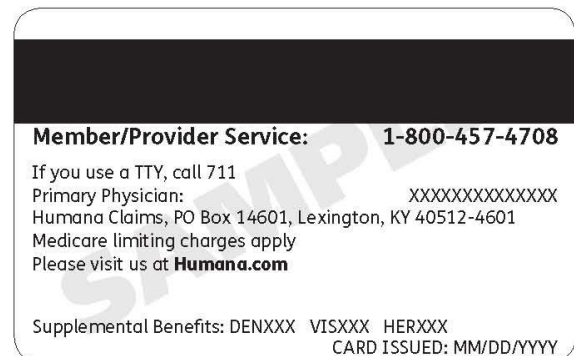 Member/Provider Service: 1-800-457-4708
If you use a TTY, call 711
Primary Physician: XXXXXXXXXXXXXX
Humana Claims, PO Box 14601, Lexington, KY 40512-4601
Medicare limiting charges apply
Please visit us at Humana.com
SAMPLE
Supplemental Benefits: DENXXX VISXXX HERXXX
CARD ISSUED: MM/DD/YYYY